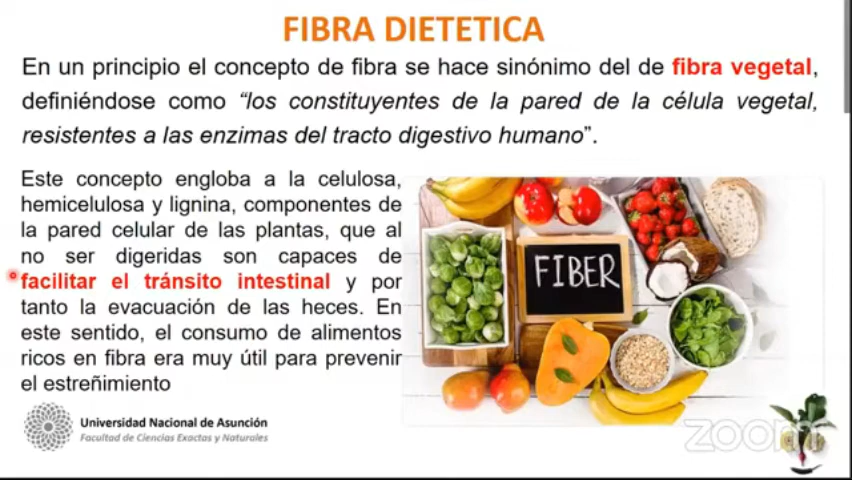 FIBRA DIETETICA
En un principio el concepto de fibra se hace sinónimo del de fibra vegetal,
definiéndose como “los constituyentes de la pared de la célula vegetal,
resistentes a las enzimas del tracto digestivo humano”.
Este concepto engloba a la celulosa,
hemicelulosa y lignina, componentes de
la pared celular de las plantas, que al
no ser digeridas son capaces de
facilitar el tránsito intestinal y por
tanto la evacuación de las heces. En
este sentido, el consumo de alimentos
ricos en fibra era muy útil para prevenir
el estreñimiento
FIBER
Universidad Nacional de Asunción
Facultad de Ciencias Exactas y Naturales
zoom